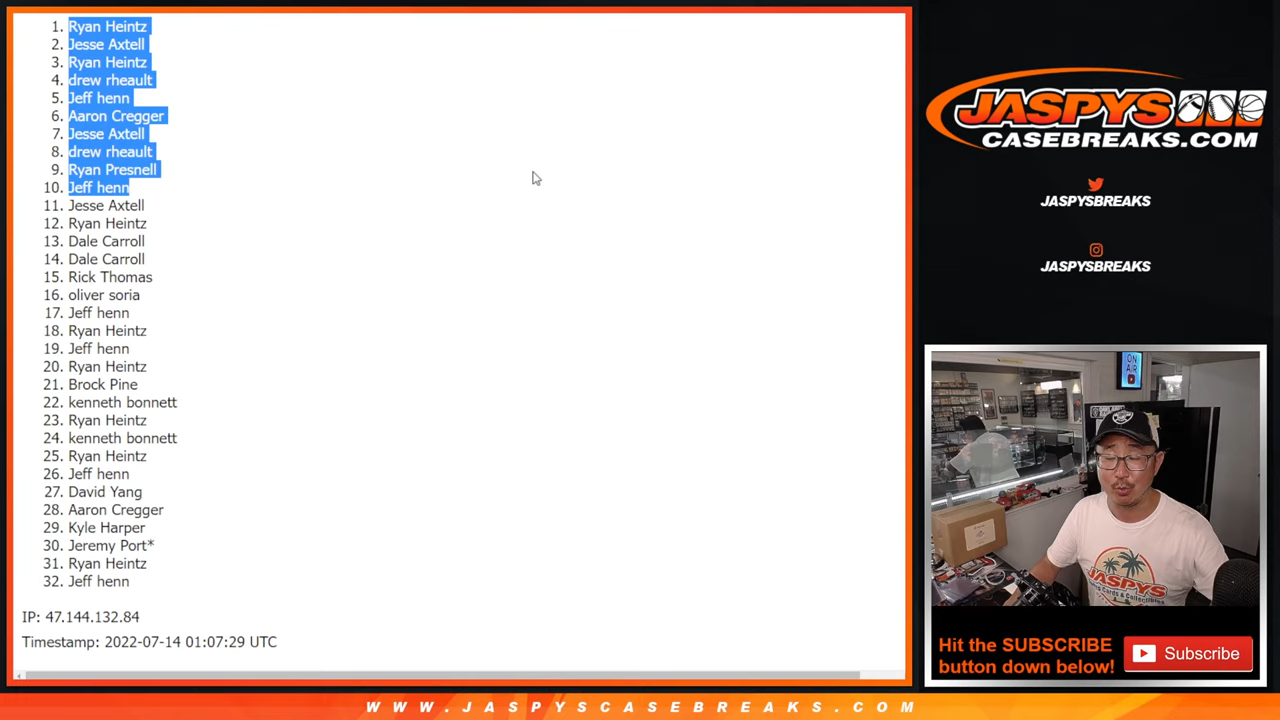 1. Ryan Heintz
2. Jesse Axtell
3. Ryan Heintz
4. drew rheault
5. Jeff henn
6. Aaron Cregger
7. Jesse Axtell
8. drew rheault
9. Ryan Presnell
10. Jeff henn
11. Jesse Axtell
12. Ryan Heintz
13. Dale Carroll
14. Dale Carroll
15. Rick Thomas
16. oliver soria
17. Jeff henn
18. Ryan Heintz
19. Jeff henn
20. Ryan Heintz
21. Brock Pine
22. kenneth bonnett
23. Ryan Heintz
24. kenneth bonnett
25. Ryan Heintz
26. Jeff henn
27. David Yang
28. Aaron Cregger
29. Kyle Harper
30. Jeremy Port*
31. Ryan Heintz
32. Jeff henn
IP: 47.144.132.84
Timestamp: 2022-07-14 01:07:29 UTC
JASPYS
CASEBREAKS.COM
JASPYSBREAKS
JASPYSBREAKS
ON
AIR
JASPYS
Hit the SUBSCRIBE
button down below!
Subscribe
WWW.JASPYSCASEBREAKS.COM